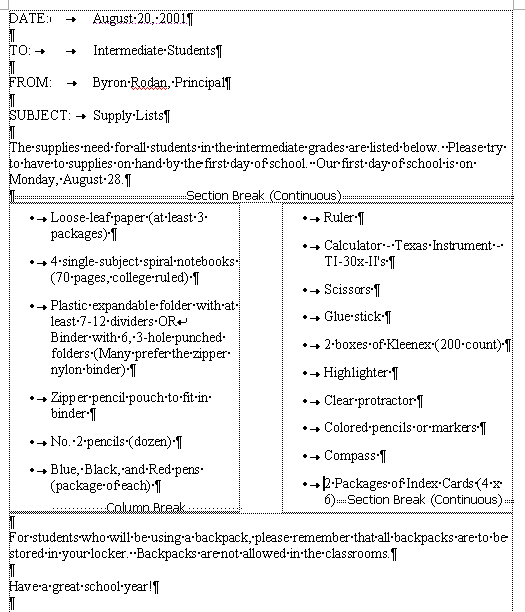 DATE: August 20, 2001
TO: Intermediate Students
FROM: Byron Rodan, Principal
SUBJECT: Supply Lists
The supplies need for all students in the intermediate grades are listed below. Please try
to have to supplies on hand by the first day of school. Our first day of school is on
Monday, August 28.
Section Break (Continuous)
Loose-leaf paper (at least 3
packages)
4 single-subject spiral notebooks
(70 pages, college ruled)
Plastic expandable folder with at
least 7-12 dividers OR
Binder with 6, 3-hole punched
folders (Many prefer the zipper
nylon binder)
Zipper pencil pouch to fit in
binder
No. 2 pencils (dozen)
Blue, Black, and Red pens
(package of each)
Column Break
Ruler
Calculator - Texas Instrument -
TI-30x-II's
Scissors
Glue stick
2 boxes of Kleenex (200 count)
Highlighter
Clear protractor
Colored pencils or markers
Compass
2 Packages of Index Cards (4 x
6) Section Break (Continuous)
For students who will be using a backpack, please remember that all backpacks are to be
stored in your locker. Backpacks are not allowed in the classrooms.
Have a great school year!